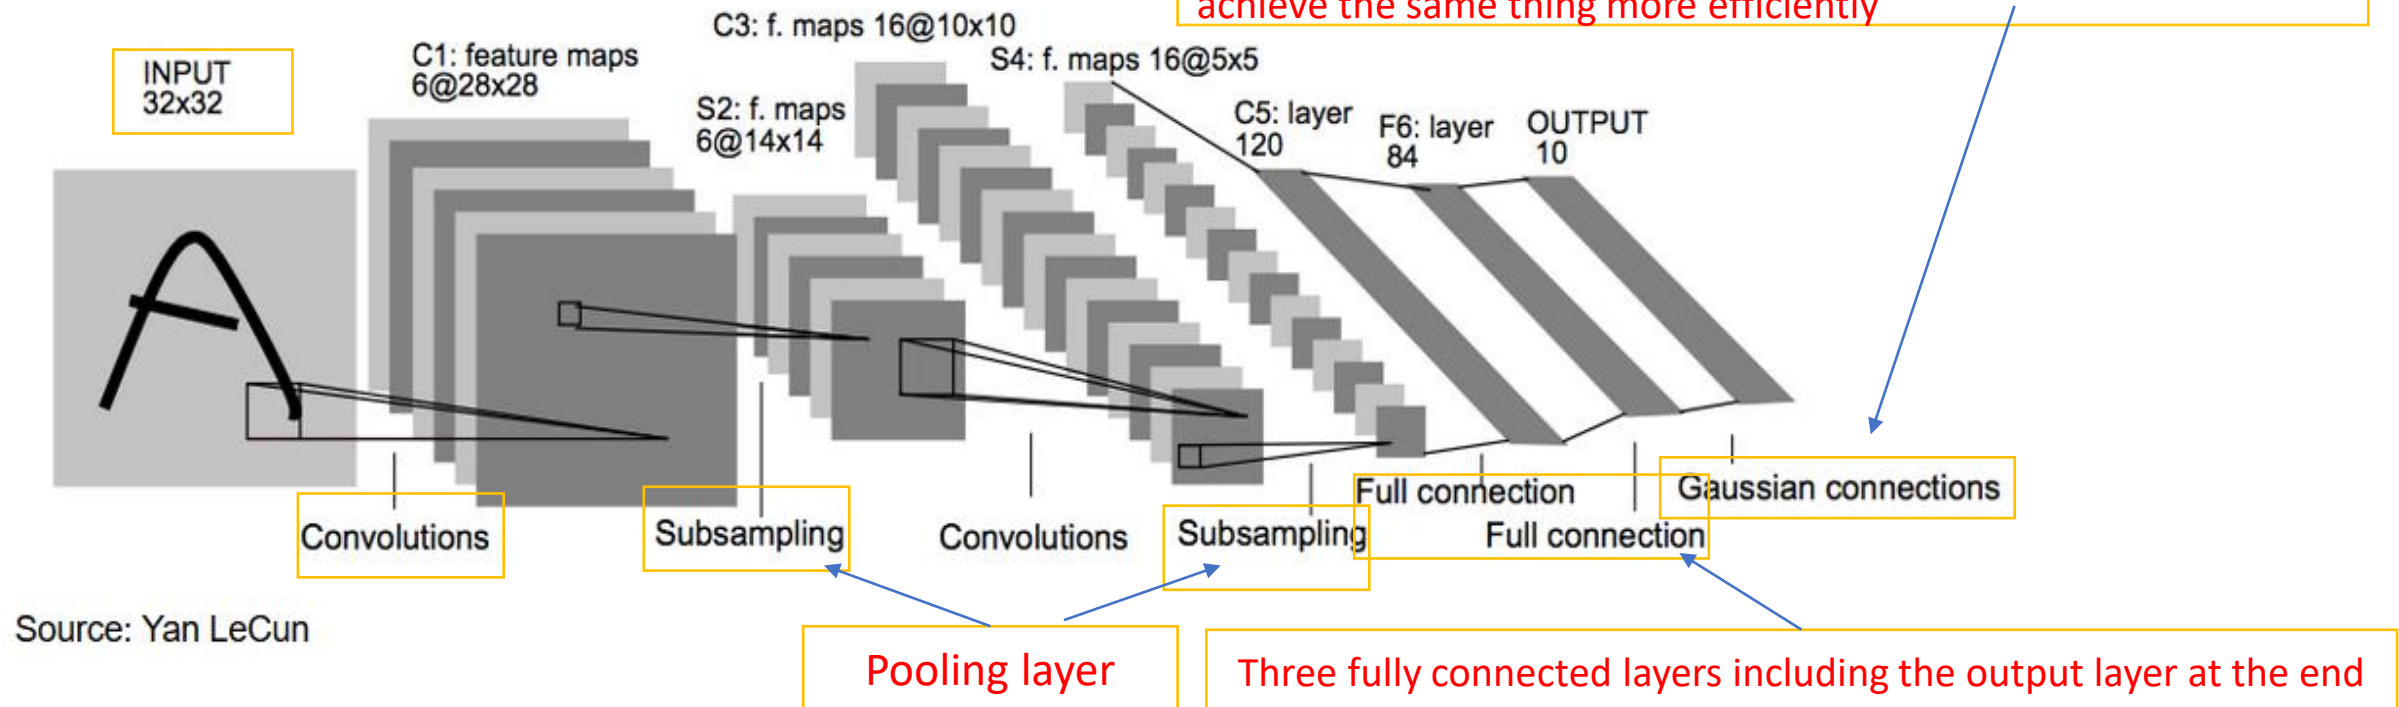 achieve the same thing more efficiently
C3: f. maps 16@10x10
INPUT
32x32
C1: feature maps
6@28x28
S4: f. maps 16@5x5
S2: f. maps
6@14x14
C5: layer
120
F6: layer
84
OUTPUT
10
Convolutions
Subsampling
Convolutions
Subsampling
Full connection
Full connection
Gaussian connections
Source: Yan LeCun
Pooling layer
Three fully connected layers including the output layer at the end